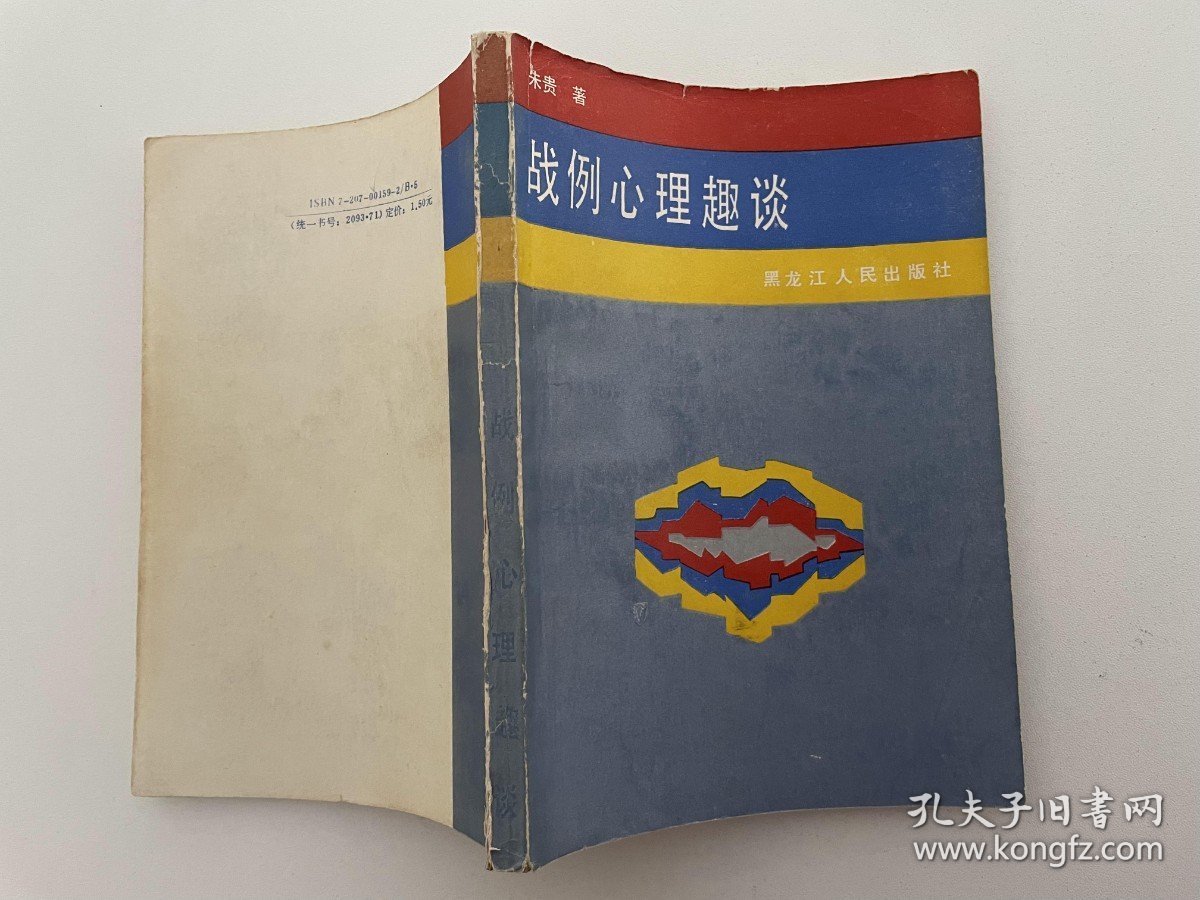 朱贵 著
战例心理趣谈
黑龙江人民出版社
战例心理趣谈
ISBN 7-207-00159-2/B·6
(统一书号：2093·71)定价：1.50元
孔夫子旧书网
www.kongfz.com